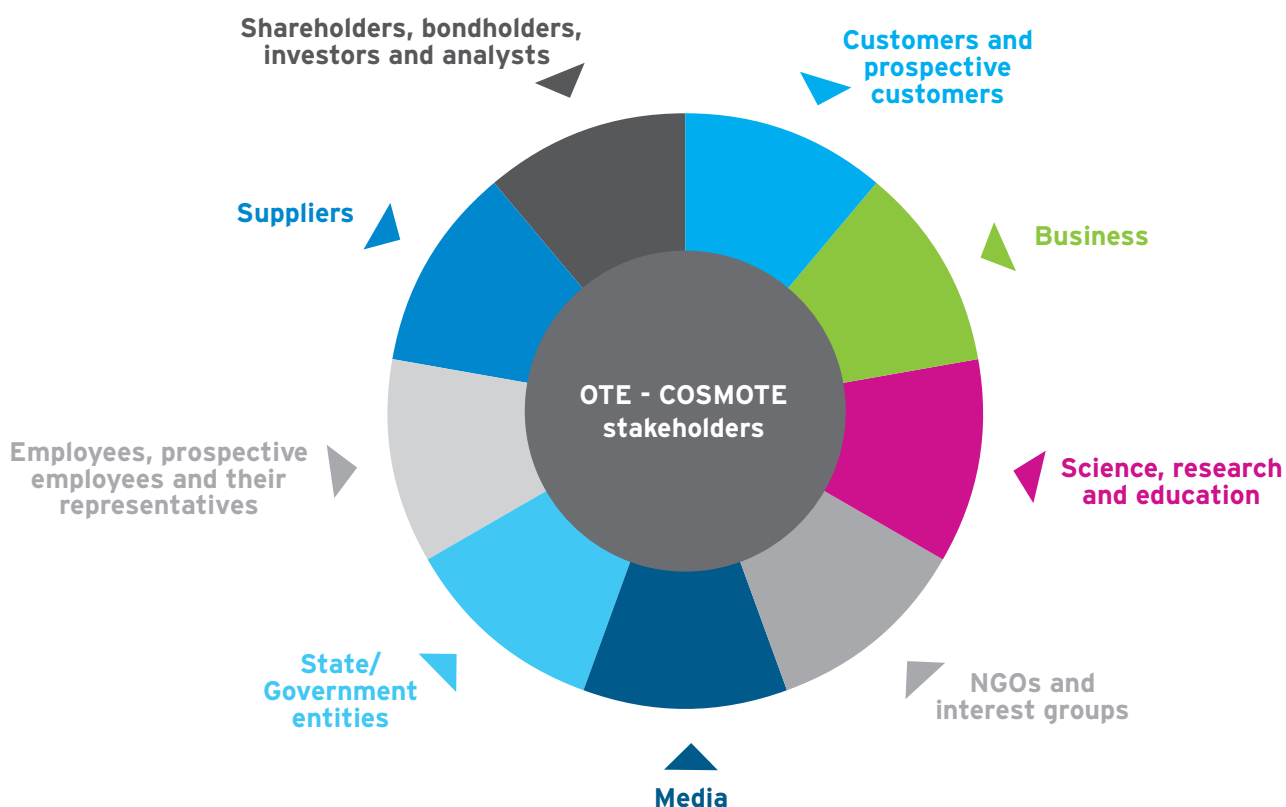 Shareholders, bondholders,
investors and analysts
Customers and
prospective
customers
Suppliers
Business
OTE - COSMOTE
stakeholders
Employees, prospective
employees and their
representatives
Science, research
and education
State/
Government
entities
NGOs and
interest groups
Media